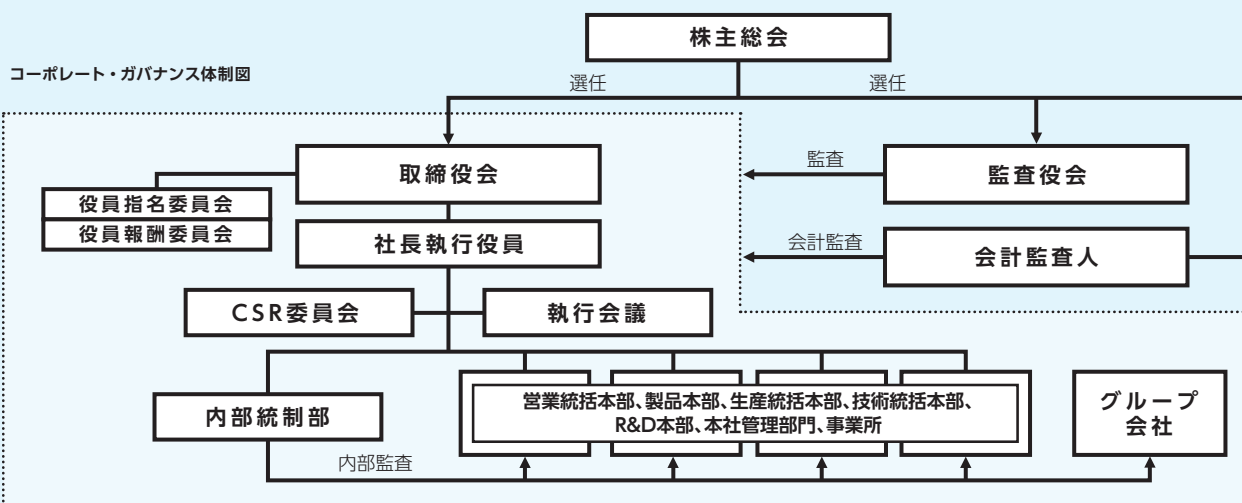 株主総会
コーポレート・ガバナンス体制図
選任
選任
取締役会
監査
監査役会
役員指名委員会
役員報酬委員会
社長執行役員
会計監査
会計監査人
CSR委員会
執行会議
内部統制部
営業統括本部、製品本部、生産統括本部、技術統括本部、
R&D本部、本社管理部門、事業所
グループ
会社
内部監査